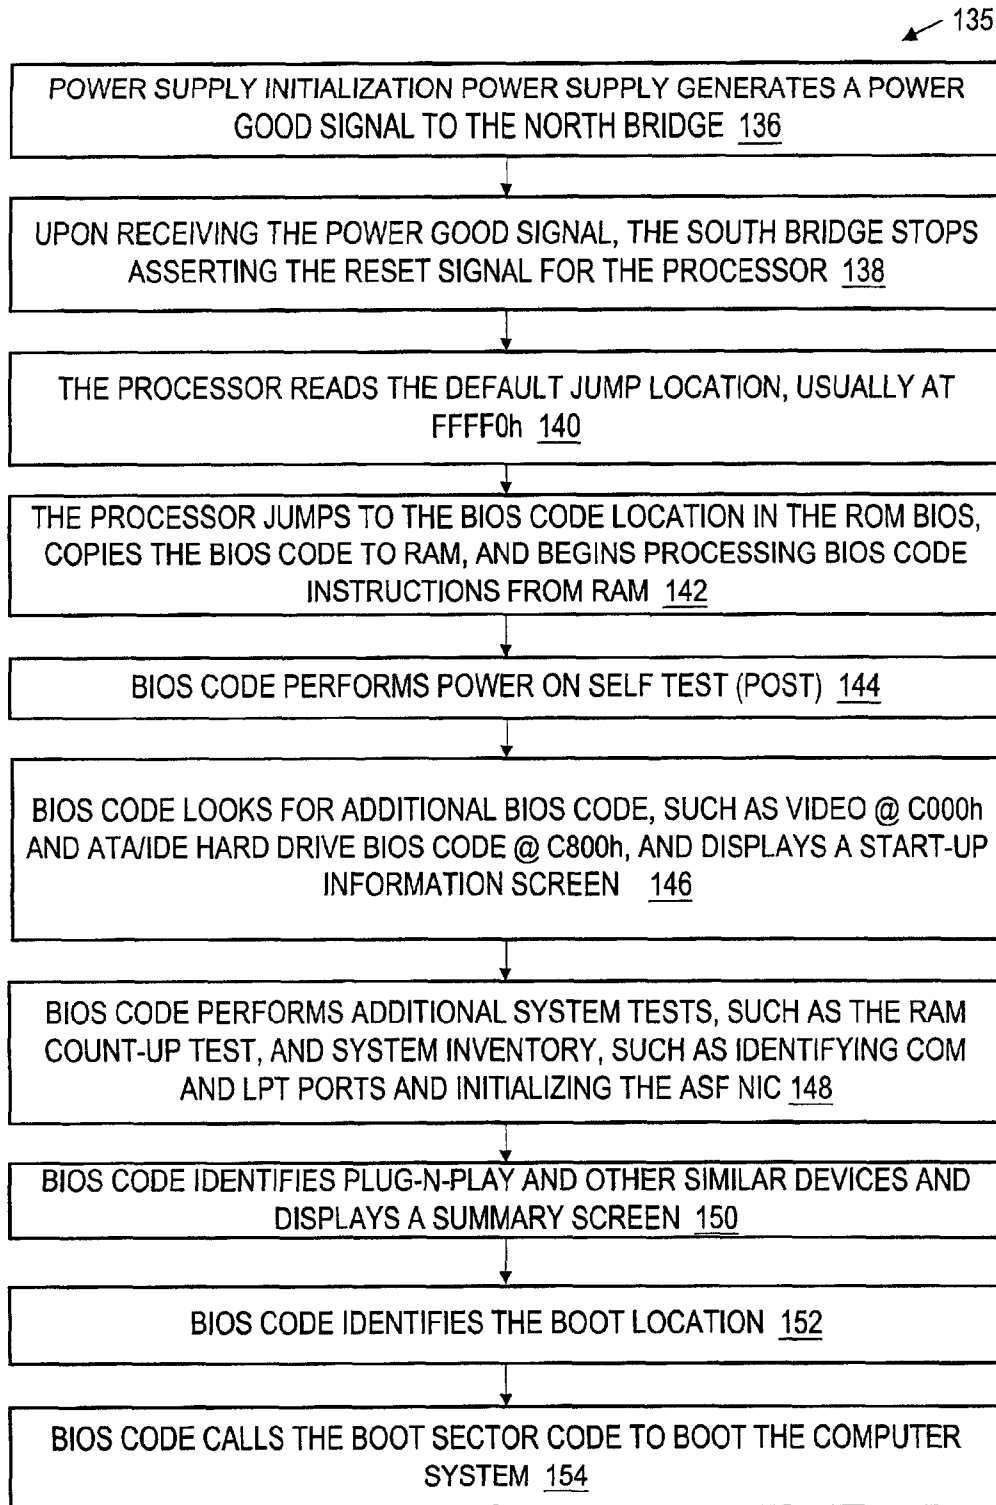 135
POWER SUPPLY INITIALIZATION POWER SUPPLY GENERATES A POWER
GOOD SIGNAL TO THE NORTH BRIDGE 136
UPON RECEIVING THE POWER GOOD SIGNAL, THE SOUTH BRIDGE STOPS
ASSERTING THE RESET SIGNAL FOR THE PROCESSOR 138
THE PROCESSOR READS THE DEFAULT JUMP LOCATION, USUALLY AT
FFFF0h 140
THE PROCESSOR JUMPS TO THE BIOS CODE LOCATION IN THE ROM BIOS,
COPIES THE BIOS CODE TO RAM, AND BEGINS PROCESSING BIOS CODE
INSTRUCTIONS FROM RAM 142
BIOS CODE PERFORMS POWER ON SELF TEST (POST) 144
BIOS CODE LOOKS FOR ADDITIONAL BIOS CODE, SUCH AS VIDEO @ C000h
AND ATA/IDE HARD DRIVE BIOS CODE @ C800h, AND DISPLAYS A START-UP
INFORMATION SCREEN 146
BIOS CODE PERFORMS ADDITIONAL SYSTEM TESTS, SUCH AS THE RAM
COUNT-UP TEST, AND SYSTEM INVENTORY, SUCH AS IDENTIFYING COM
AND LPT PORTS AND INITIALIZING THE ASF NIC 148
BIOS CODE IDENTIFIES PLUG-N-PLAY AND OTHER SIMILAR DEVICES AND
DISPLAYS A SUMMARY SCREEN 150
BIOS CODE IDENTIFIES THE BOOT LOCATION 152
BIOS CODE CALLS THE BOOT SECTOR CODE TO BOOT THE COMPUTER
SYSTEM 154